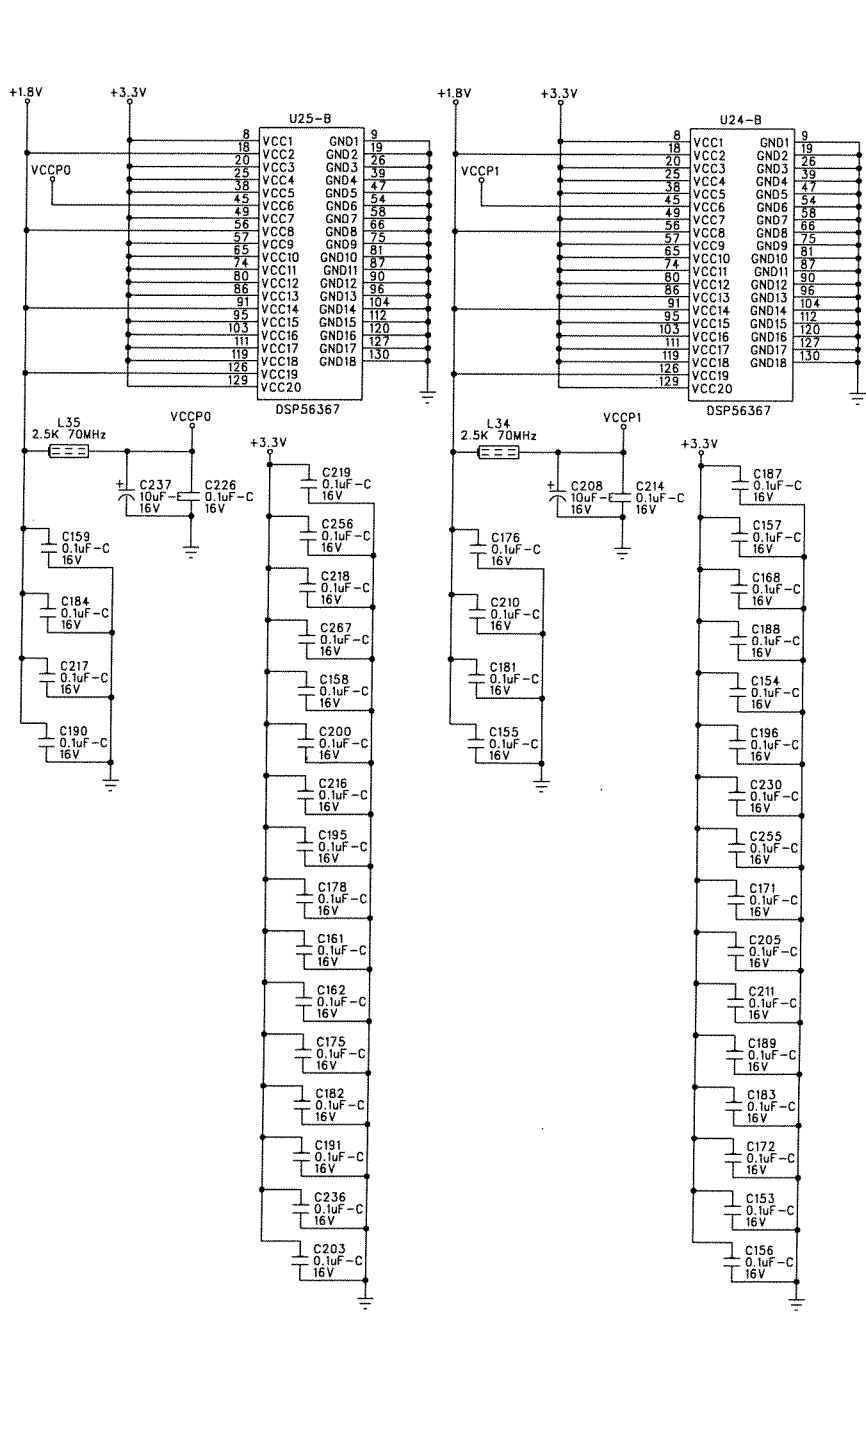 +1.8V
+3.3V
VCCP0
U25-B
8 VCC1 GND1 9
18 VCC2 GND2 19
20 VCC3 GND3 26
25 VCC4 GND4 39
38 VCC5 GND5 47
45 VCC6 GND6 54
49 VCC7 GND7 58
56 VCC8 GND8 66
57 VCC9 GND9 75
65 VCC10 GND10 81
74 VCC11 GND11 87
80 VCC12 GND12 90
86 VCC13 GND13 96
91 VCC14 GND14 104
95 VCC15 GND15 112
103 VCC16 GND16 120
111 VCC17 GND17 127
119 VCC18 GND18 130
126 VCC19
129 VCC20
DSP56367
L35
2.5K 70MHz
VCCP0
+
C237
10uF-E
16V
C226
0.1uF-C
16V
C159
0.1uF-C
16V
C184
0.1uF-C
16V
C217
0.1uF-C
16V
C190
0.1uF-C
16V
+3.3V
C219
0.1uF-C
16V
C256
0.1uF-C
16V
C218
0.1uF-C
16V
C267
0.1uF-C
16V
C158
0.1uF-C
16V
C200
0.1uF-C
16V
C216
0.1uF-C
16V
C195
0.1uF-C
16V
C178
0.1uF-C
16V
C161
0.1uF-C
16V
C162
0.1uF-C
16V
C175
0.1uF-C
16V
C182
0.1uF-C
16V
C191
0.1uF-C
16V
C236
0.1uF-C
16V
C203
0.1uF-C
16V
+1.8V
+3.3V
VCCP1
U24-B
8 VCC1 GND1 9
18 VCC2 GND2 19
20 VCC3 GND3 26
25 VCC4 GND4 39
38 VCC5 GND5 47
45 VCC6 GND6 54
49 VCC7 GND7 58
56 VCC8 GND8 66
57 VCC9 GND9 75
65 VCC10 GND10 81
74 VCC11 GND11 87
80 VCC12 GND12 90
86 VCC13 GND13 96
91 VCC14 GND14 104
95 VCC15 GND15 112
103 VCC16 GND16 120
111 VCC17 GND17 127
119 VCC18 GND18 130
126 VCC19
129 VCC20
DSP56367
L34
2.5K 70MHz
VCCP1
+
C208
10uF-E
16V
C214
0.1uF-C
16V
C176
0.1uF-C
16V
C210
0.1uF-C
16V
C181
0.1uF-C
16V
C155
0.1uF-C
16V
+3.3V
C187
0.1uF-C
16V
C157
0.1uF-C
16V
C168
0.1uF-C
16V
C188
0.1uF-C
16V
C154
0.1uF-C
16V
C196
0.1uF-C
16V
C230
0.1uF-C
16V
C255
0.1uF-C
16V
C171
0.1uF-C
16V
C205
0.1uF-C
16V
C211
0.1uF-C
16V
C189
0.1uF-C
16V
C183
0.1uF-C
16V
C172
0.1uF-C
16V
C153
0.1uF-C
16V
C156
0.1uF-C
16V